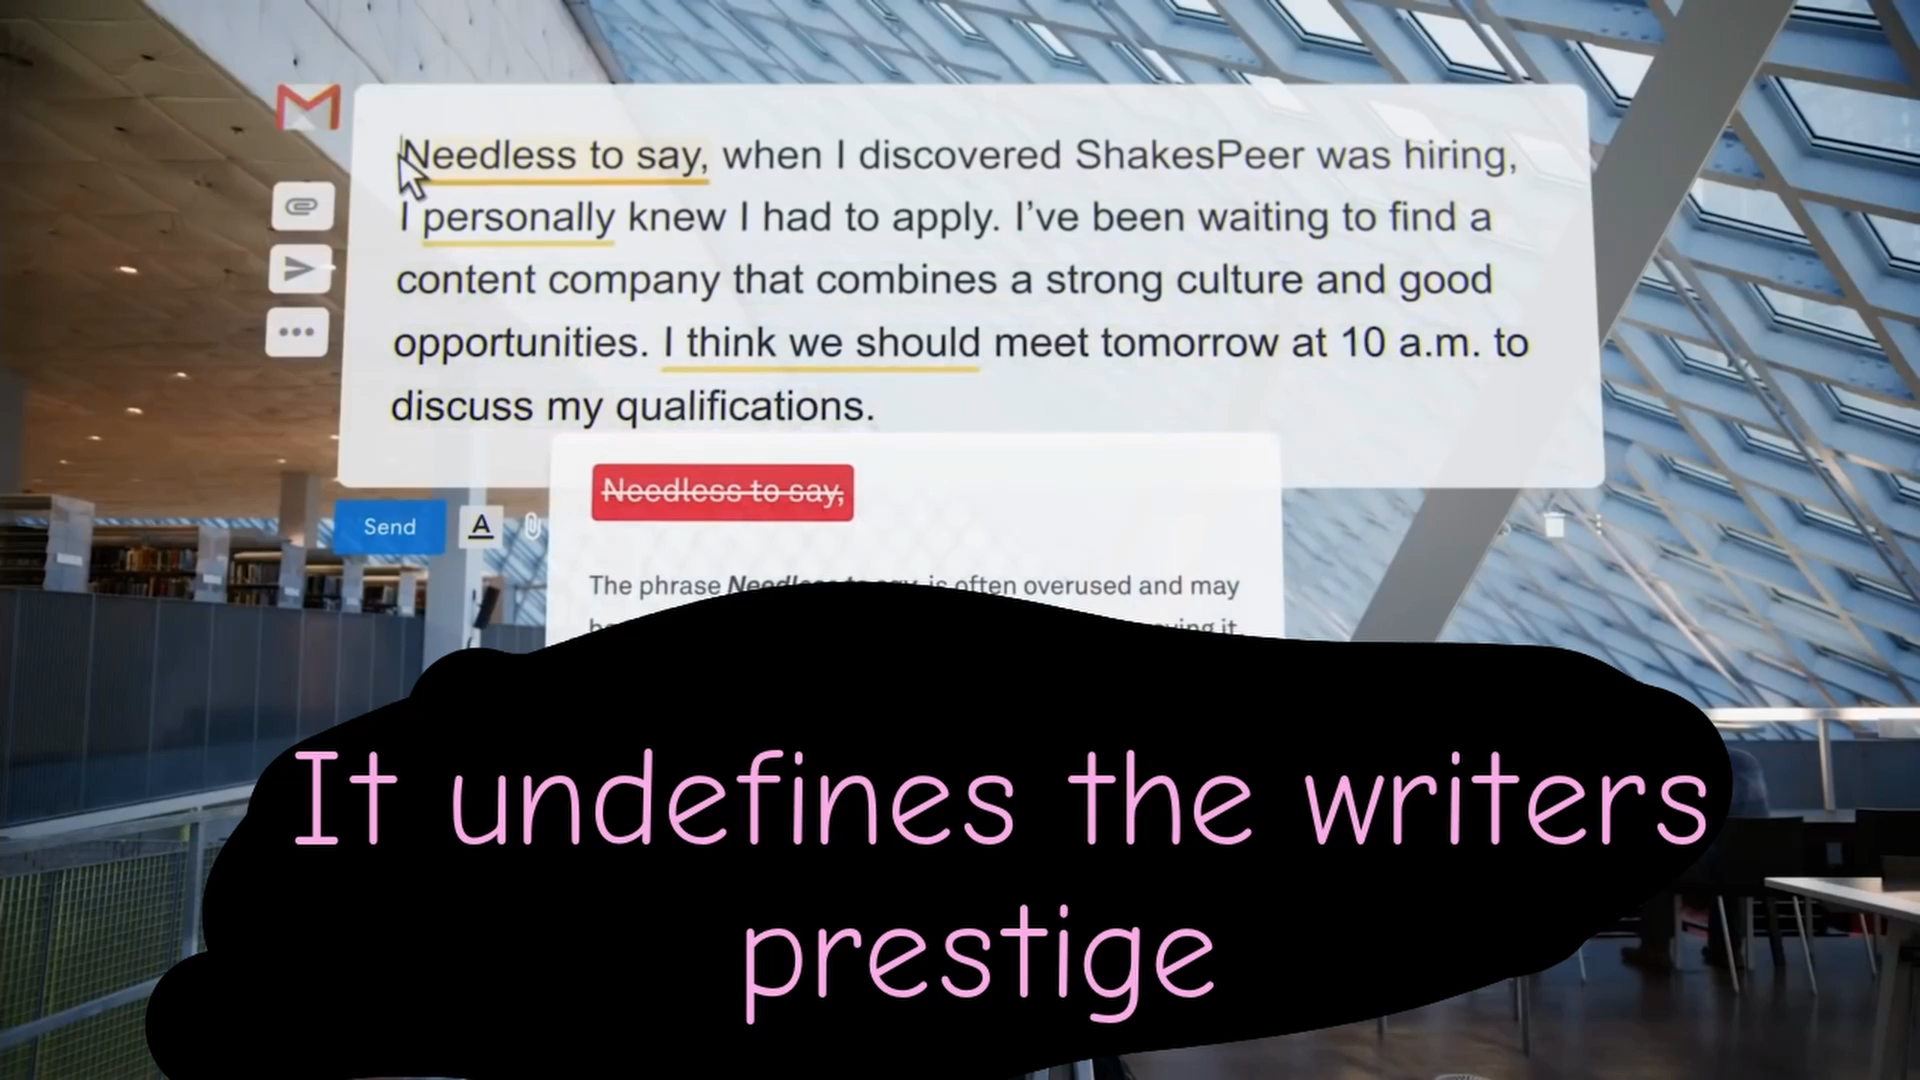 Needless to say, when I discovered ShakesPeer was hiring,
I personally knew I had to apply. I’ve been waiting to find a
content company that combines a strong culture and good
opportunities. I think we should meet tomorrow at 10 a.m. to
discuss my qualifications.
Needless to say,
Send A
The phrase is often overused and may
It undefines the writers
prestige